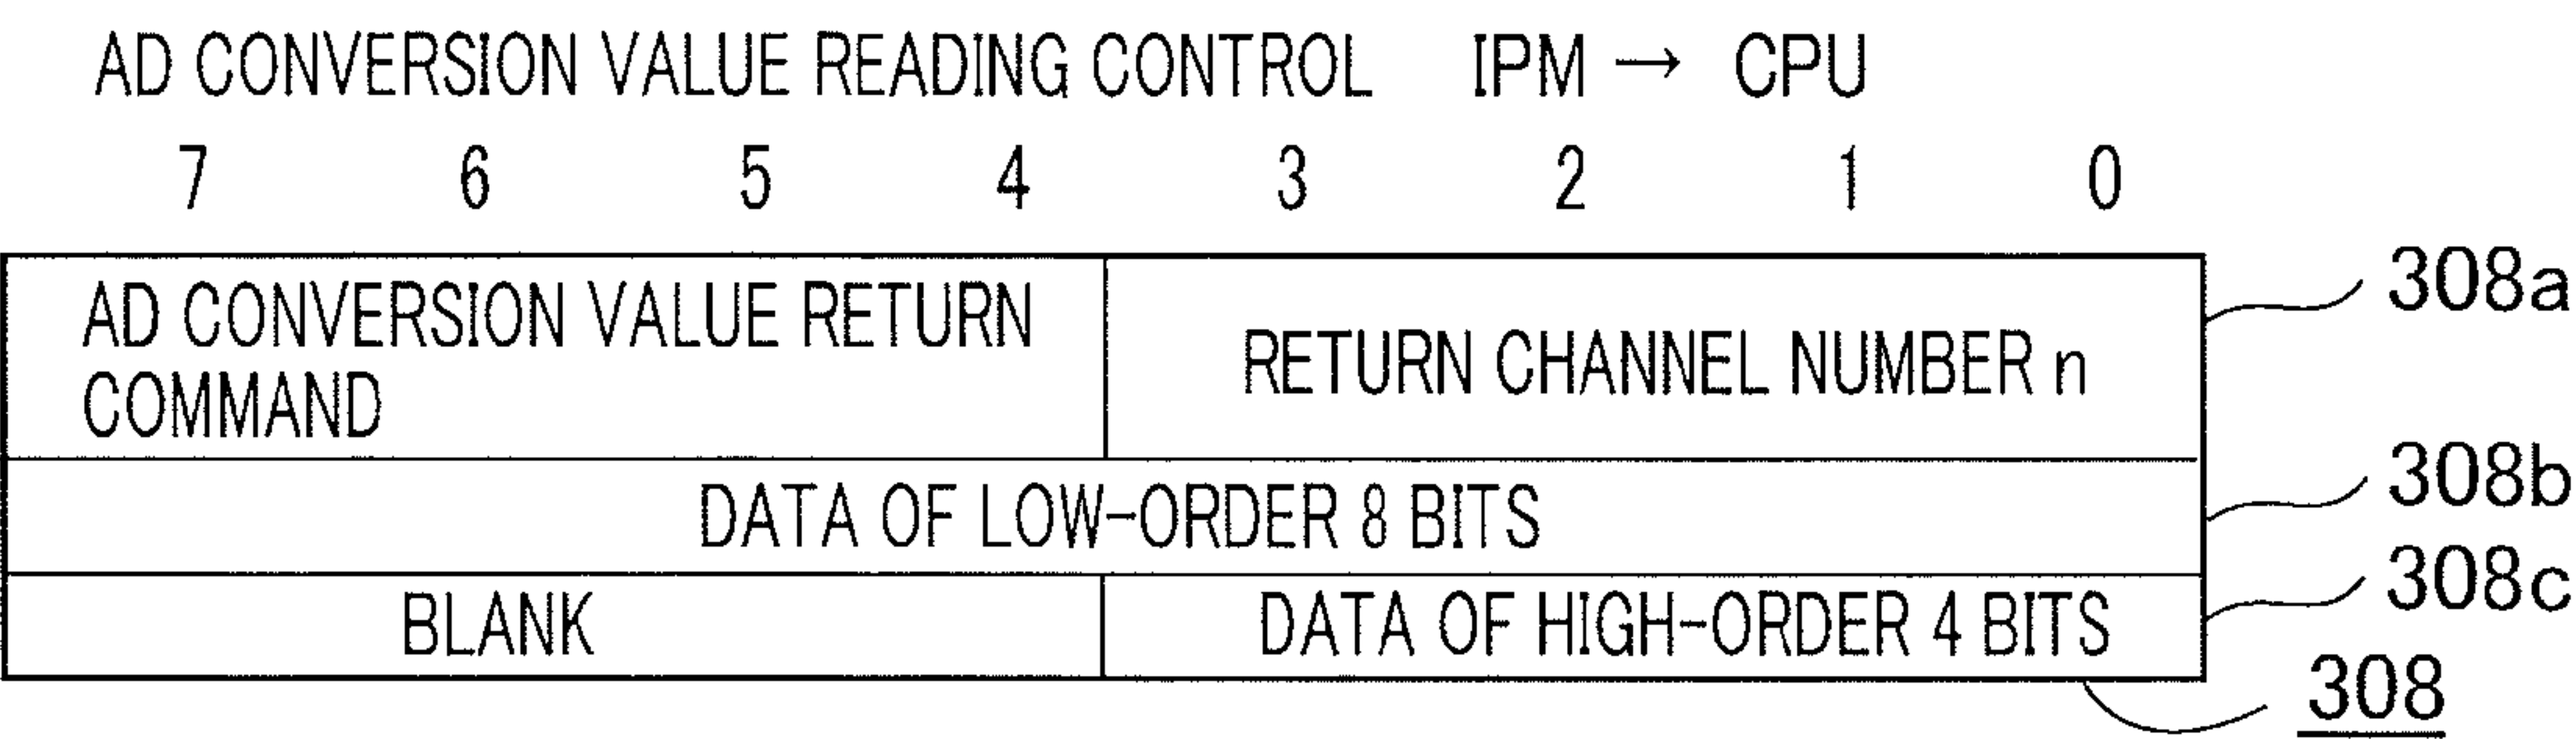 AD CONVERSION VALUE READING CONTROL IPM → CPU
7 6 5 4 3 2 1 0
AD CONVERSION VALUE RETURN
COMMAND
RETURN CHANNEL NUMBER n
308a
DATA OF LOW-ORDER 8 BITS
308b
BLANK
DATA OF HIGH-ORDER 4 BITS
308c
308